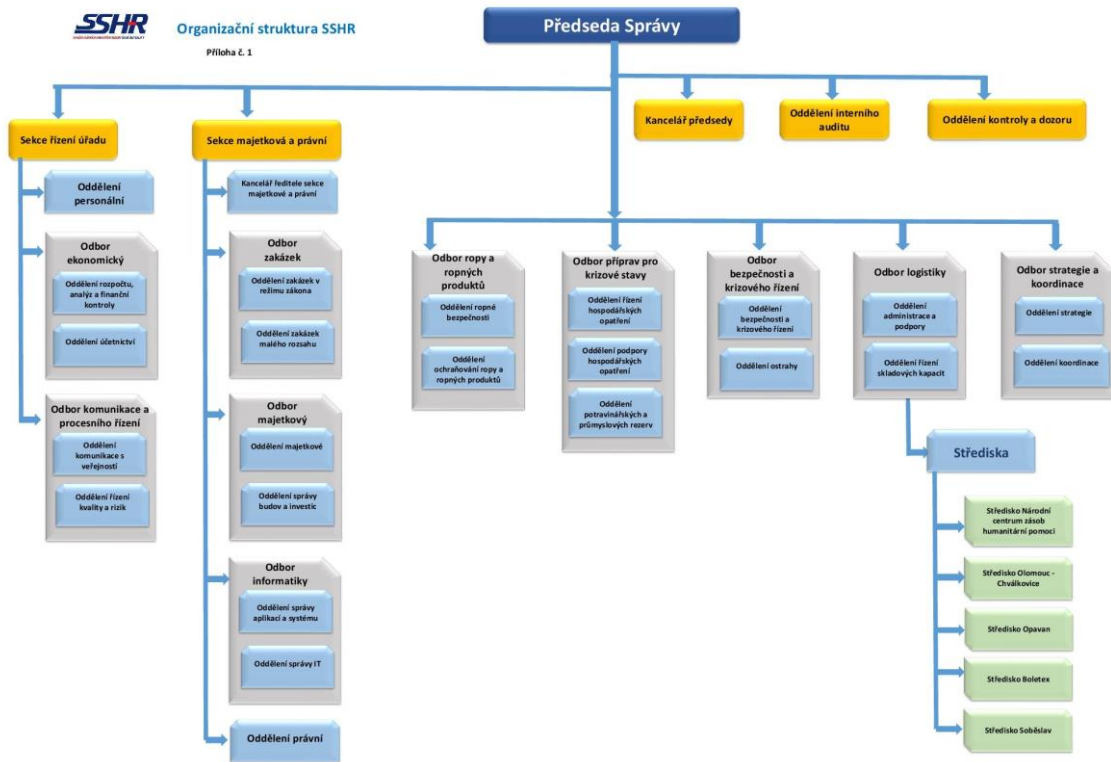 SSHR
Organizační struktura SSHR
Příloha č. 1
Předseda Správy
Kancelář předsedy
Oddělení interního
auditu
Oddělení kontroly a dozoru
Sekce řízení úřadu
Oddělení
personální
Odbor
ekonomický
Oddělení rozpočtu,
analýz a finanční
kontroly
Oddělení účetnictví
Odbor komunikace a
procesního řízení
Oddělení
komunikace s
veřejností
Oddělení řízení
kvality a rizik
Sekce majetková a právní
Kancelář ředitele sekce
majetkové a právní
Odbor
zakázek
Oddělení zakázek v
režimu zákona
Oddělení zakázek
malého rozsahu
Odbor
majetkový
Oddělení majetkové
Oddělení správy
budov a investic
Odbor
informatiky
Oddělení správy
aplikací a systému
Oddělení správy IT
Oddělení právní
Odbor ropy a
ropných
produktů
Oddělení ropné
bezpečnosti
Oddělení
ochraňování ropy a
ropných produktů
Odbor příprav pro
krizové stavy
Oddělení řízení
hospodářských
opatření
Oddělení podpory
hospodářských
opatření
Oddělení
potravinářských a
průmyslových rezerv
Odbor
bezpečnosti a
krizového řízení
Oddělení
bezpečnosti a
krizového řízení
Oddělení ostrahy
Odbor logistiky
Oddělení
administrace a
podpory
Oddělení řízení
skladových kapacit
Střediska
Středisko Národní
centrum zásob
humanitární pomoci
Středisko Olomouc -
Chválkovice
Středisko Opavan
Středisko Boletex
Středisko Soběslav
Odbor strategie a
koordinace
Oddělení strategie
Oddělení koordinace